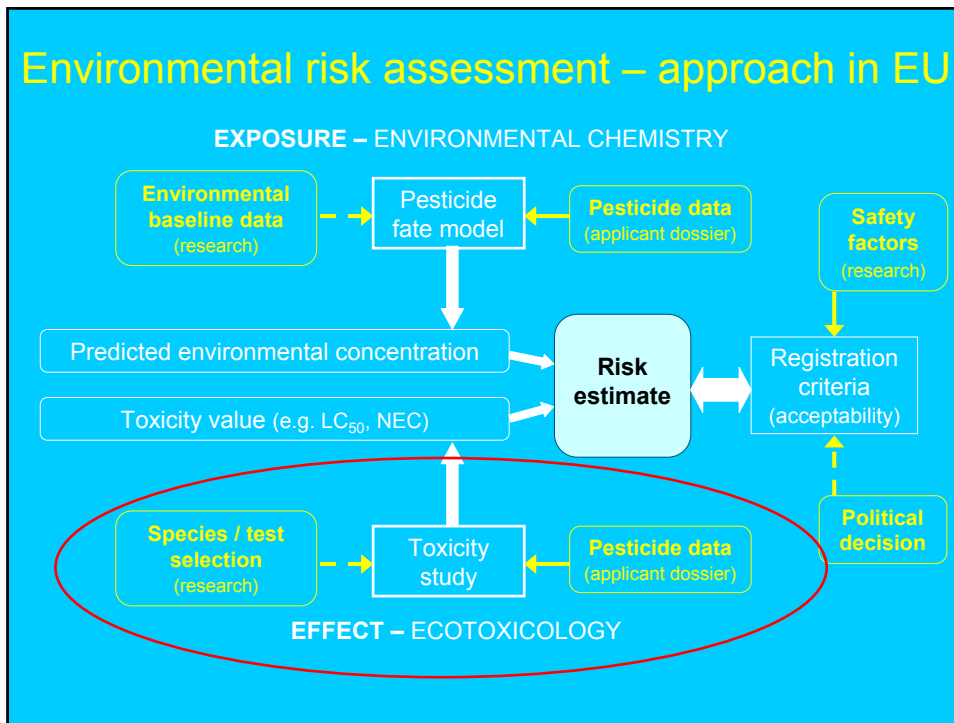 Environmental risk assessment – approach in EU
EXPOSURE – ENVIRONMENTAL CHEMISTRY
Environmental
baseline data
(research)
Pesticide
fate model
Pesticide data
(applicant dossier)
Safety
factors
(research)
Predicted environmental concentration
Toxicity value (e.g. LC₅₀, NEC)
Risk
estimate
Registration
criteria
(acceptability)
Species / test
selection
(research)
Toxicity
study
Pesticide data
(applicant dossier)
Political
decision
EFFECT – ECOTOXICOLOGY